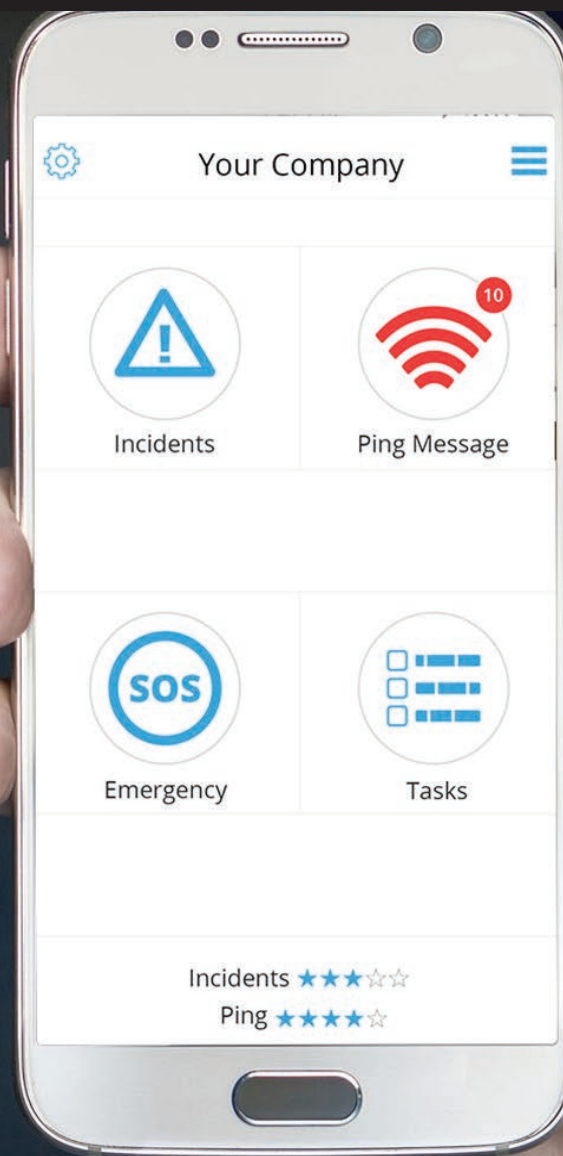 Your Company
10
Incidents
Ping Message
SOS
Emergency
Tasks
Incidents ★★★☆☆
Ping ★★★★☆